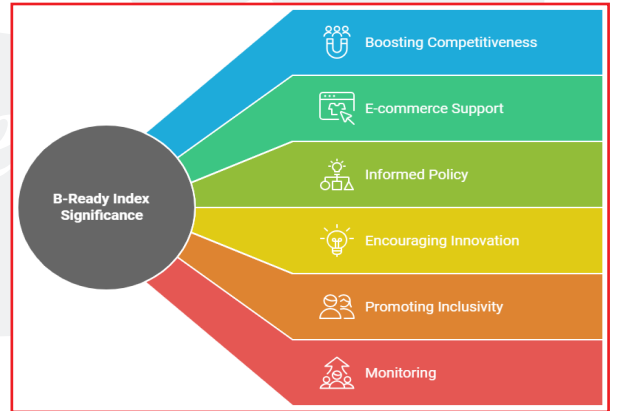 B-Ready Index
Significance
Boosting Competitiveness
E-commerce Support
Informed Policy
Encouraging Innovation
Promoting Inclusivity
Monitoring